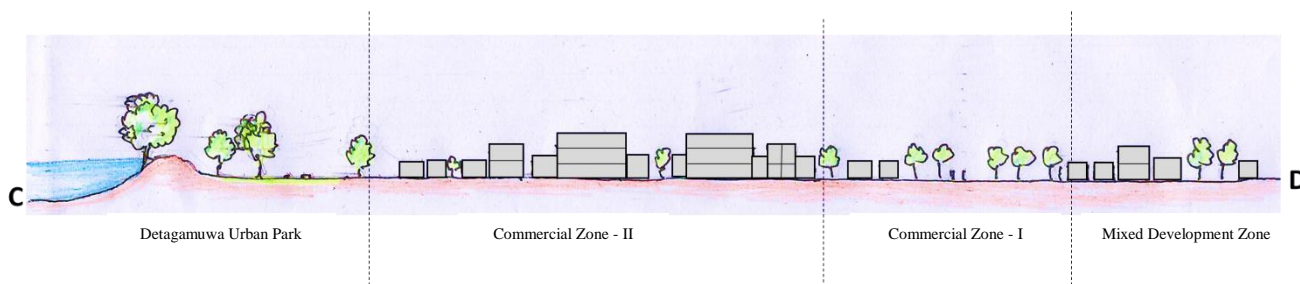 C
D
Detagamuwa Urban Park
Commercial Zone - II
Commercial Zone - I
Mixed Development Zone